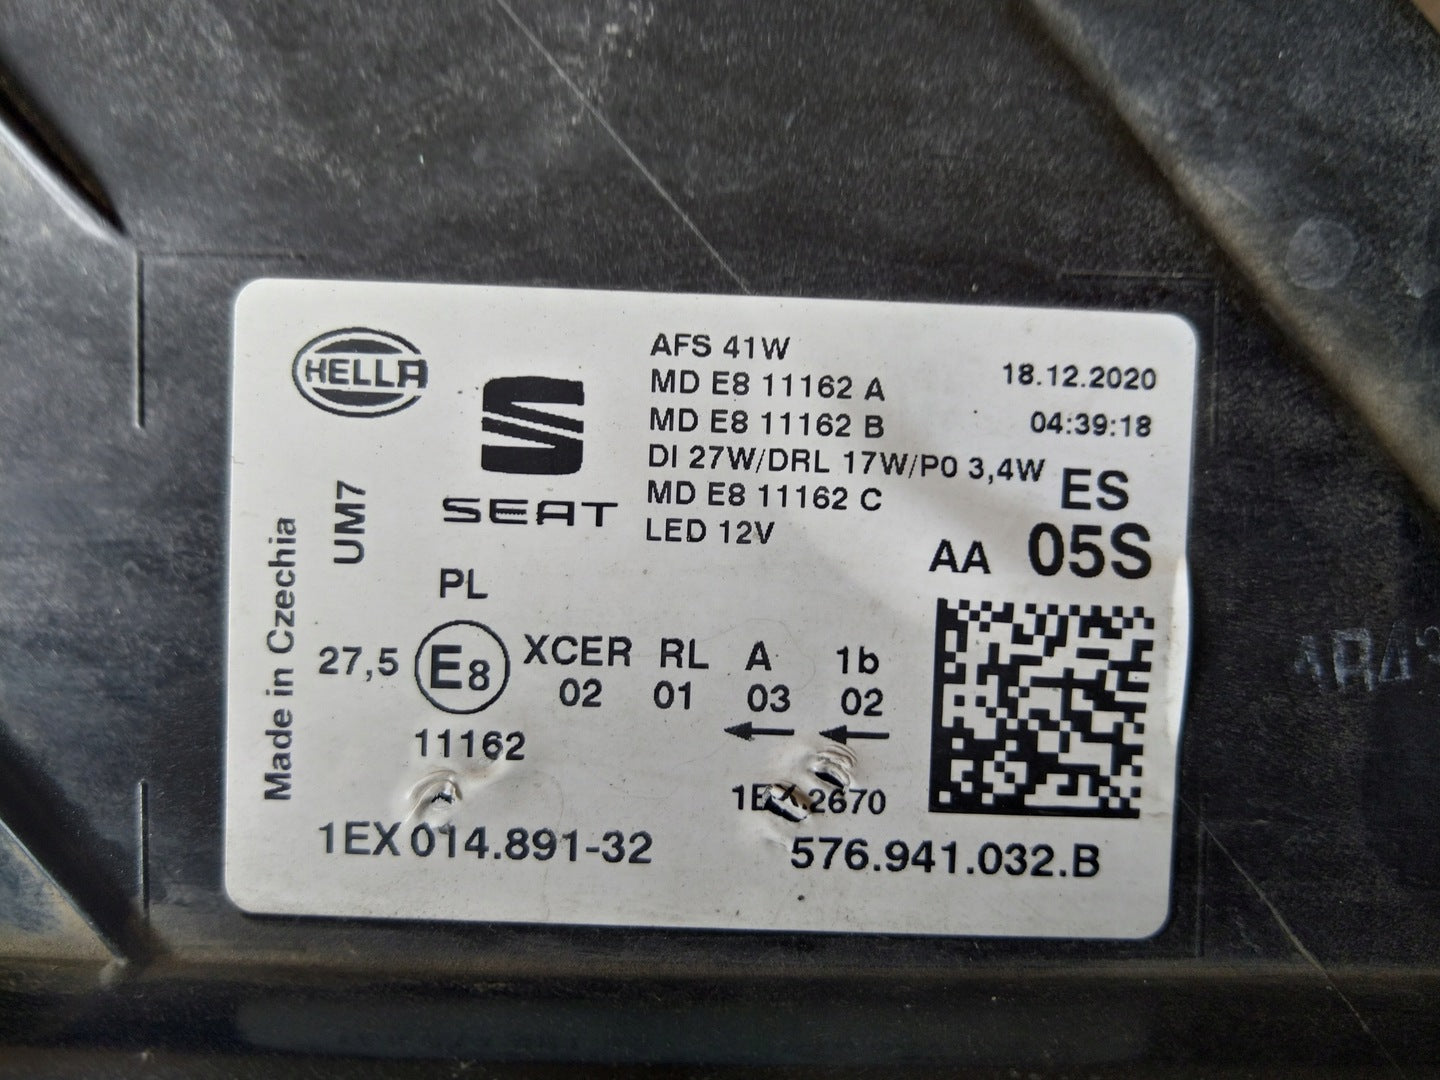 HELLA
SEAT
AFS 41W
MD E8 11162 A
MD E8 11162 B
DI 27W/DRL 17W/P0 3,4W
MD E8 11162 C
LED 12V
18.12.2020
04:39:18
ES
AA 05S
Made in Czechia
UM7
PL
27,5 E8 XCER RL A 1b
02 01 03 02
11162
1EX.2670
1EX 014.891-32
576.941.032.B